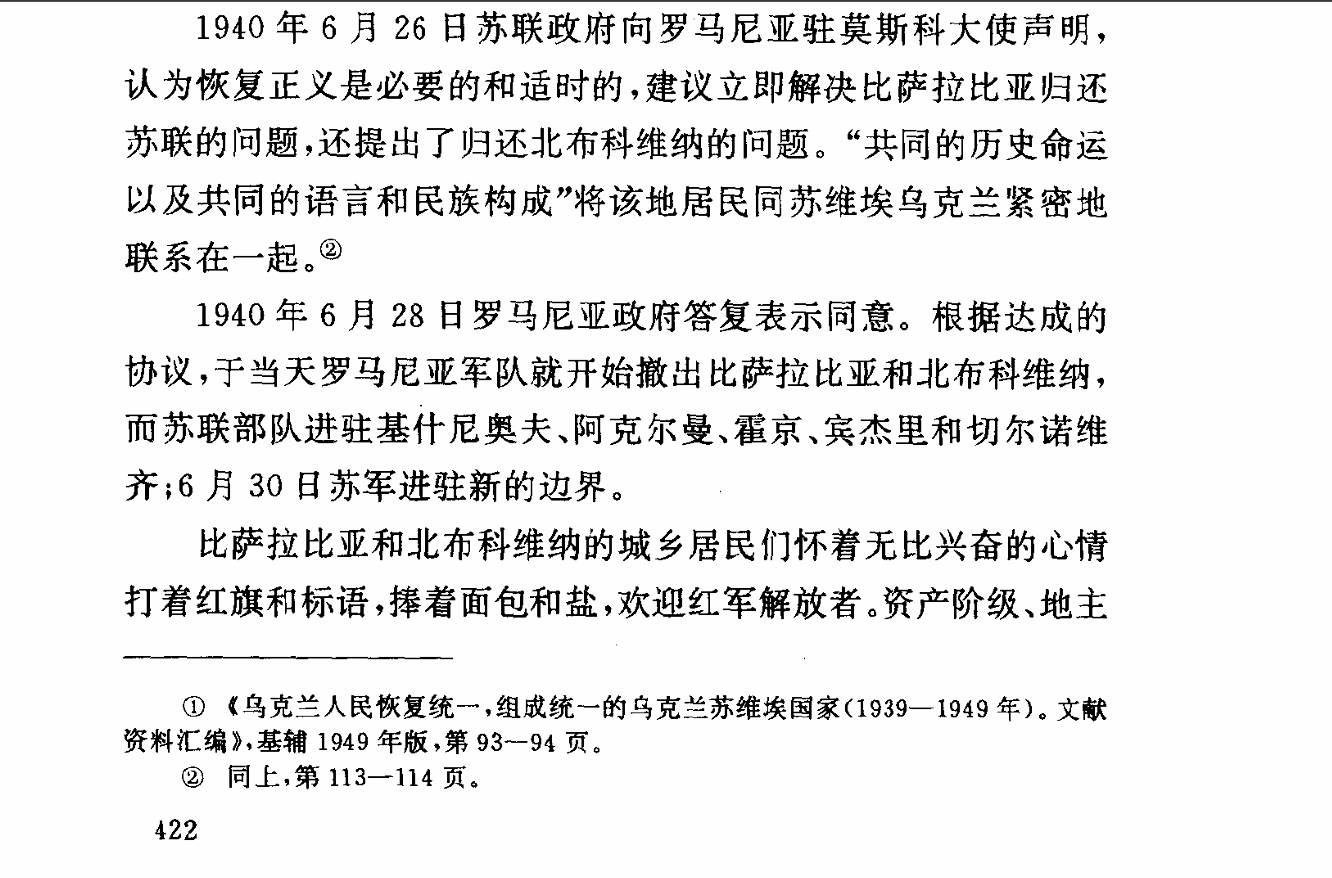 1940 年 6 月 26 日苏联政府向罗马尼亚驻莫斯科大使声明，
认为恢复正义是必要的和适时的，建议立即解决比萨拉比亚归还
苏联的问题，还提出了归还北布科维纳的问题。“共同的历史命运
以及共同的语言和民族构成”将该地居民同苏维埃乌克兰紧密地
联系在一起。②
1940 年 6 月 28 日罗马尼亚政府答复表示同意。根据达成的
协议，于当天罗马尼亚军队就开始撤出比萨拉比亚和北布科维纳，
而苏联部队进驻基什尼奥夫、阿克尔曼、霍京、宾杰里和切尔诺维
齐；6 月 30 日苏军进驻新的边界。
比萨拉比亚和北布科维纳的城乡居民们怀着无比兴奋的心情
打着红旗和标语，捧着面包和盐，欢迎红军解放者。资产阶级、地主
① 《乌克兰人民恢复统一，组成统一的乌克兰苏维埃国家(1939—1949 年)。文献
资料汇编》，基辅 1949 年版，第 93—94 页。
② 同上，第 113—114 页。
422